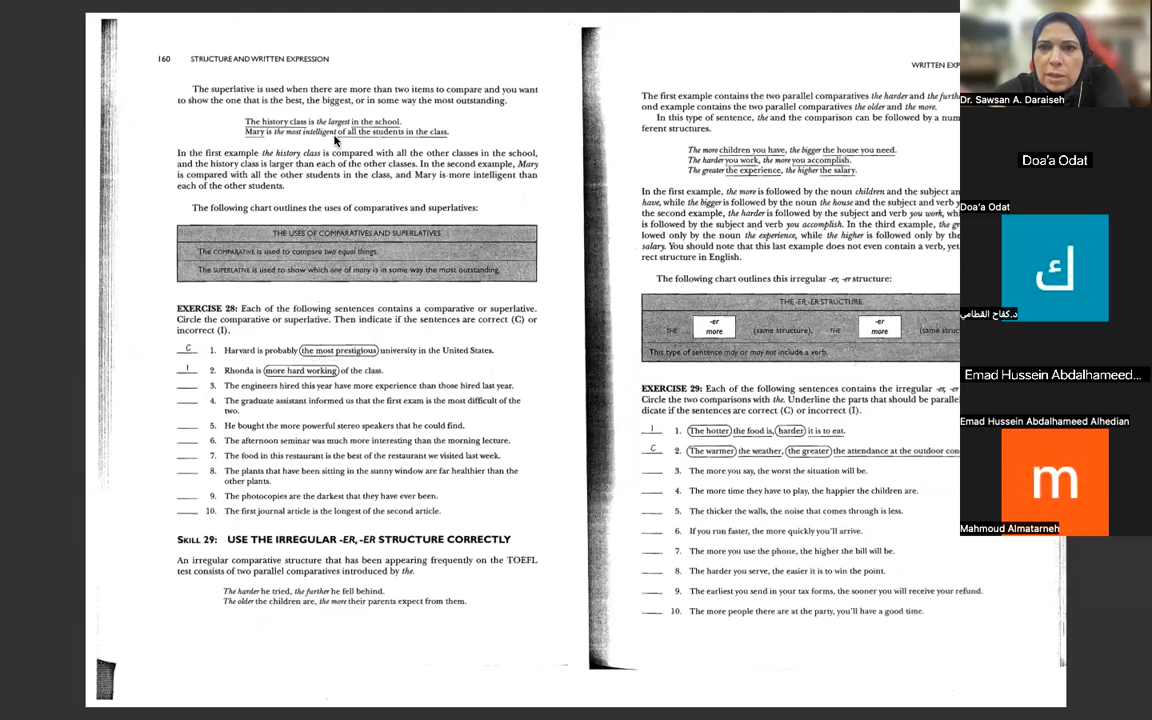 160 STRUCTURE AND WRITTEN EXPRESSION
The superlative is used when there are more than two items to compare and you want
to show the one that is the best, the biggest, or in some way the most outstanding.
The history class is the largest in the school.
Mary is the most intelligent of all the students in the class.
In the first example the history class is compared with all the other classes in the school,
and the history class is larger than each of the other classes. In the second example, Mary
is compared with all the other students in the class, and Mary is more intelligent than
each of the other students.
The following chart outlines the uses of comparatives and superlatives:
THE USES OF COMPARATIVES AND SUPERLATIVES
The COMPARATIVE is used to compare two equal things.
The SUPERLATIVE is used to show which one of many is in some way the most outstanding.
EXERCISE 28: Each of the following sentences contains a comparative or superlative.
Circle the comparative or superlative. Then indicate if the sentences are correct (C) or
incorrect (I).
C 1. Harvard is probably the most prestigious university in the United States.
I 2. Rhonda is more hard working of the class.
3. The engineers hired this year have more experience than those hired last year.
4. The graduate assistant informed us that the first exam is the most difficult of the
two.
5. He bought the more powerful stereo speakers that he could find.
6. The afternoon seminar was much more interesting than the morning lecture.
7. The food in this restaurant is the best of the restaurant we visited last week.
8. The plants that have been sitting in the sunny window are far healthier than the
other plants.
9. The photocopies are the darkest that they have ever been.
10. The first journal article is the longest of the second article.
SKILL 29: USE THE IRREGULAR -ER, -ER STRUCTURE CORRECTLY
An irregular comparative structure that has been appearing frequently on the TOEFL
test consists of two parallel comparatives introduced by the.
The harder he tried, the further he fell behind.
The older the children are, the more their parents expect from them.
WRITTEN EXP
The first example contains the two parallel comparatives the harder and the furth
ond example contains the two parallel comparatives the older and the more.
In this type of sentence, the and the comparison can be followed by a num
ferent structures.
The more children you have, the bigger the house you need.
The harder you work, the more you accomplish.
The greater the experience, the higher the salary.
In the first example, the more is followed by the noun children and the subject an
have, while the bigger is followed by the noun the house and the subject and verb y
the second example, the harder is followed by the subject and verb you work, wh
is followed by the subject and verb you accomplish. In the third example, the gr
lowed only by the noun the experience, while the higher is followed only by the
salary. You should note that this last example does not even contain a verb, yet
rect structure in English.
The following chart outlines this irregular -er, -er structure:
THE -ER, -ER STRUCTURE
THE -er more (same structure), THE -er more (same struc
This type of sentence may or may not include a verb.
EXERCISE 29: Each of the following sentences contains the irregular -er, -e
Circle the two comparisons with the. Underline the parts that should be paralle
dicate if the sentences are correct (C) or incorrect (I).
I 1. The hotter the food is, harder it is to eat.
C 2. The warmer the weather, the greater the attendance at the outdoor con
3. The more you say, the worst the situation will be.
4. The more time they have to play, the happier the children are.
5. The thicker the walls, the noise that comes through is less.
6. If you run faster, the more quickly you'll arrive.
7. The more you use the phone, the higher the bill will be.
8. The harder you serve, the easier it is to win the point.
9. The earliest you send in your tax forms, the sooner you will receive your refund.
10. The more people there are at the party, you'll have a good time.
Dr. Sawsan A. Daraiseh
Doa'a Odat
Doa'a Odat
ك
د.كفاح القطامي
Emad Hussein Abdalhameed...
Emad Hussein Abdalhameed Alhedian
m
Mahmoud Almatarneh